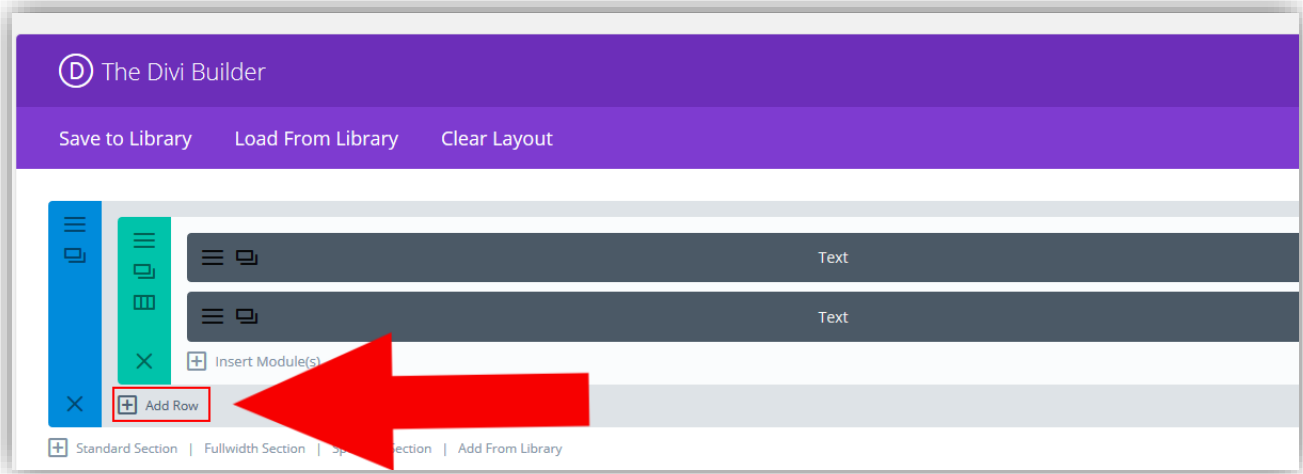 D The Divi Builder
Save to Library Load From Library Clear Layout
Text
Text
Insert Module(s)
Add Row
Standard Section | Fullwidth Section | Section | Add From Library